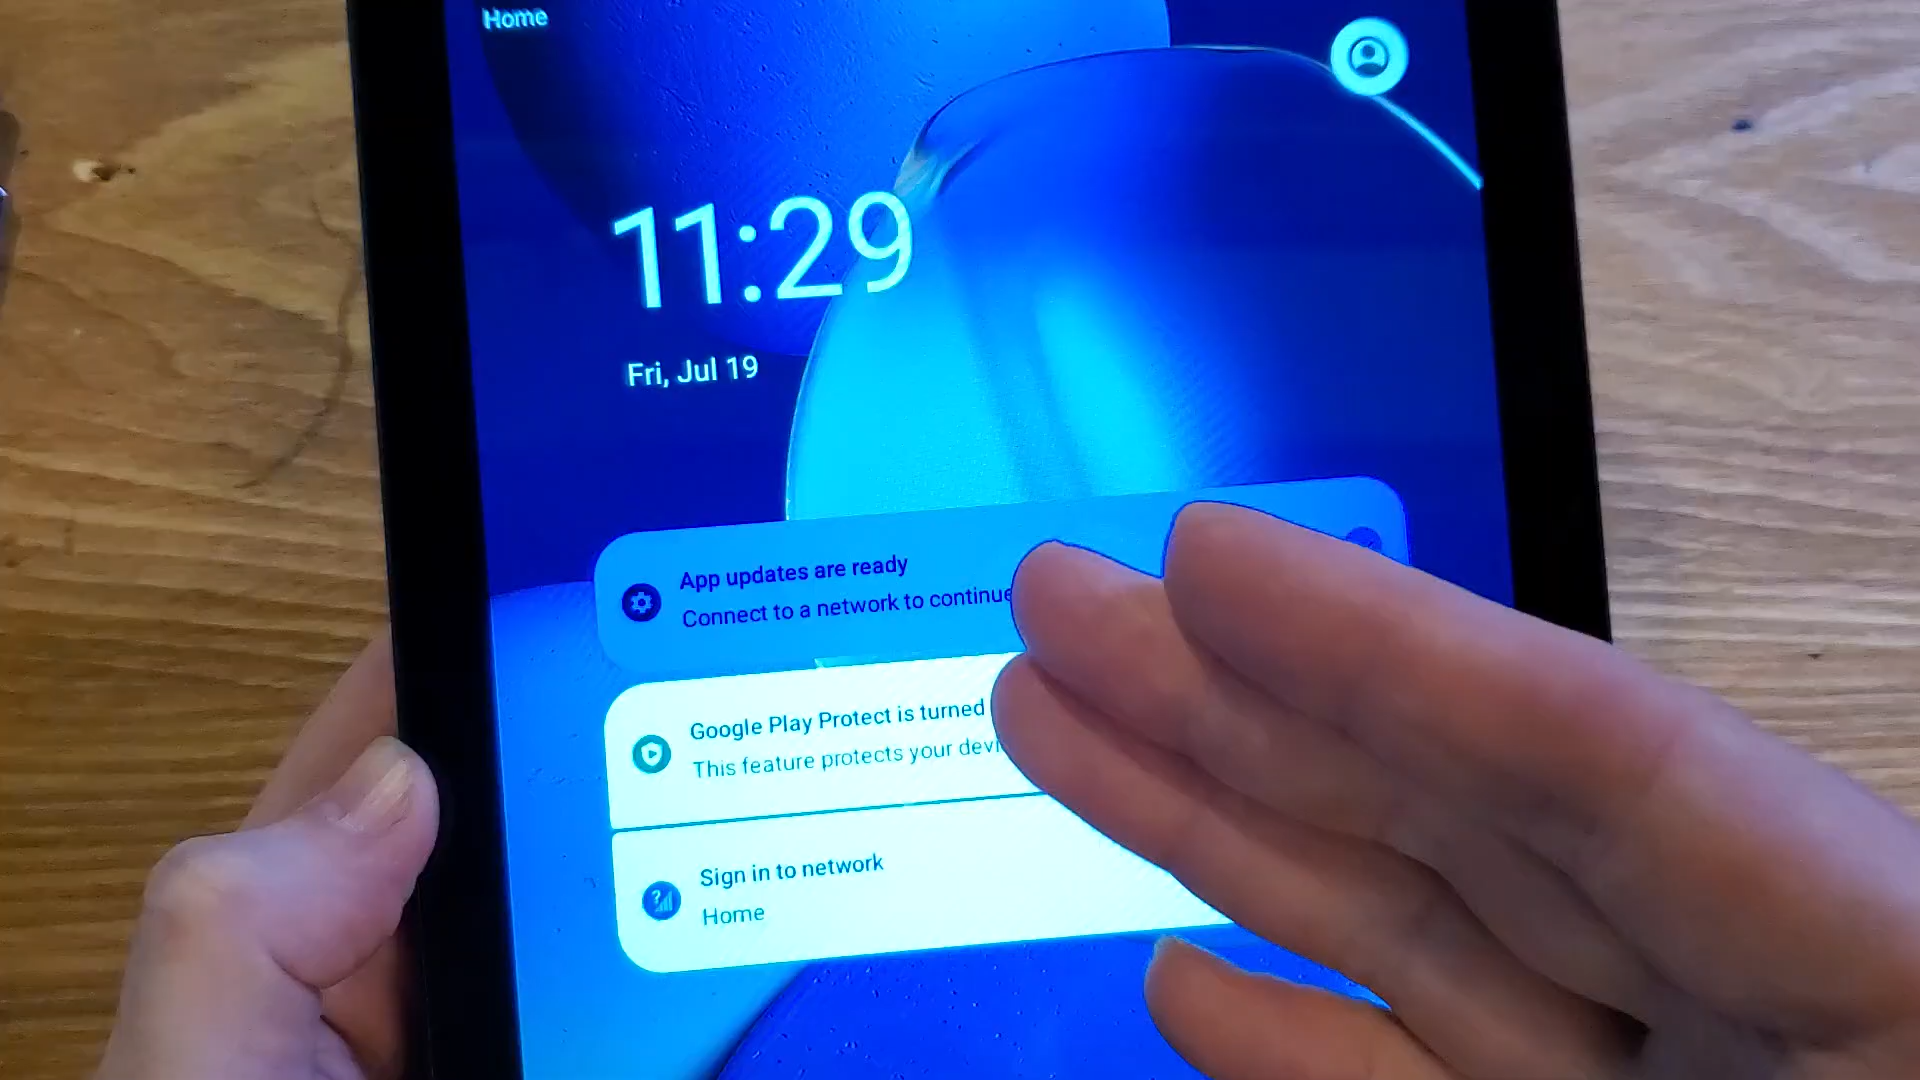 Home
11:29
Fri, Jul 19
App updates are ready
Connect to a network to continue
Google Play Protect is turned
This feature protects your
Sign in to network
Home